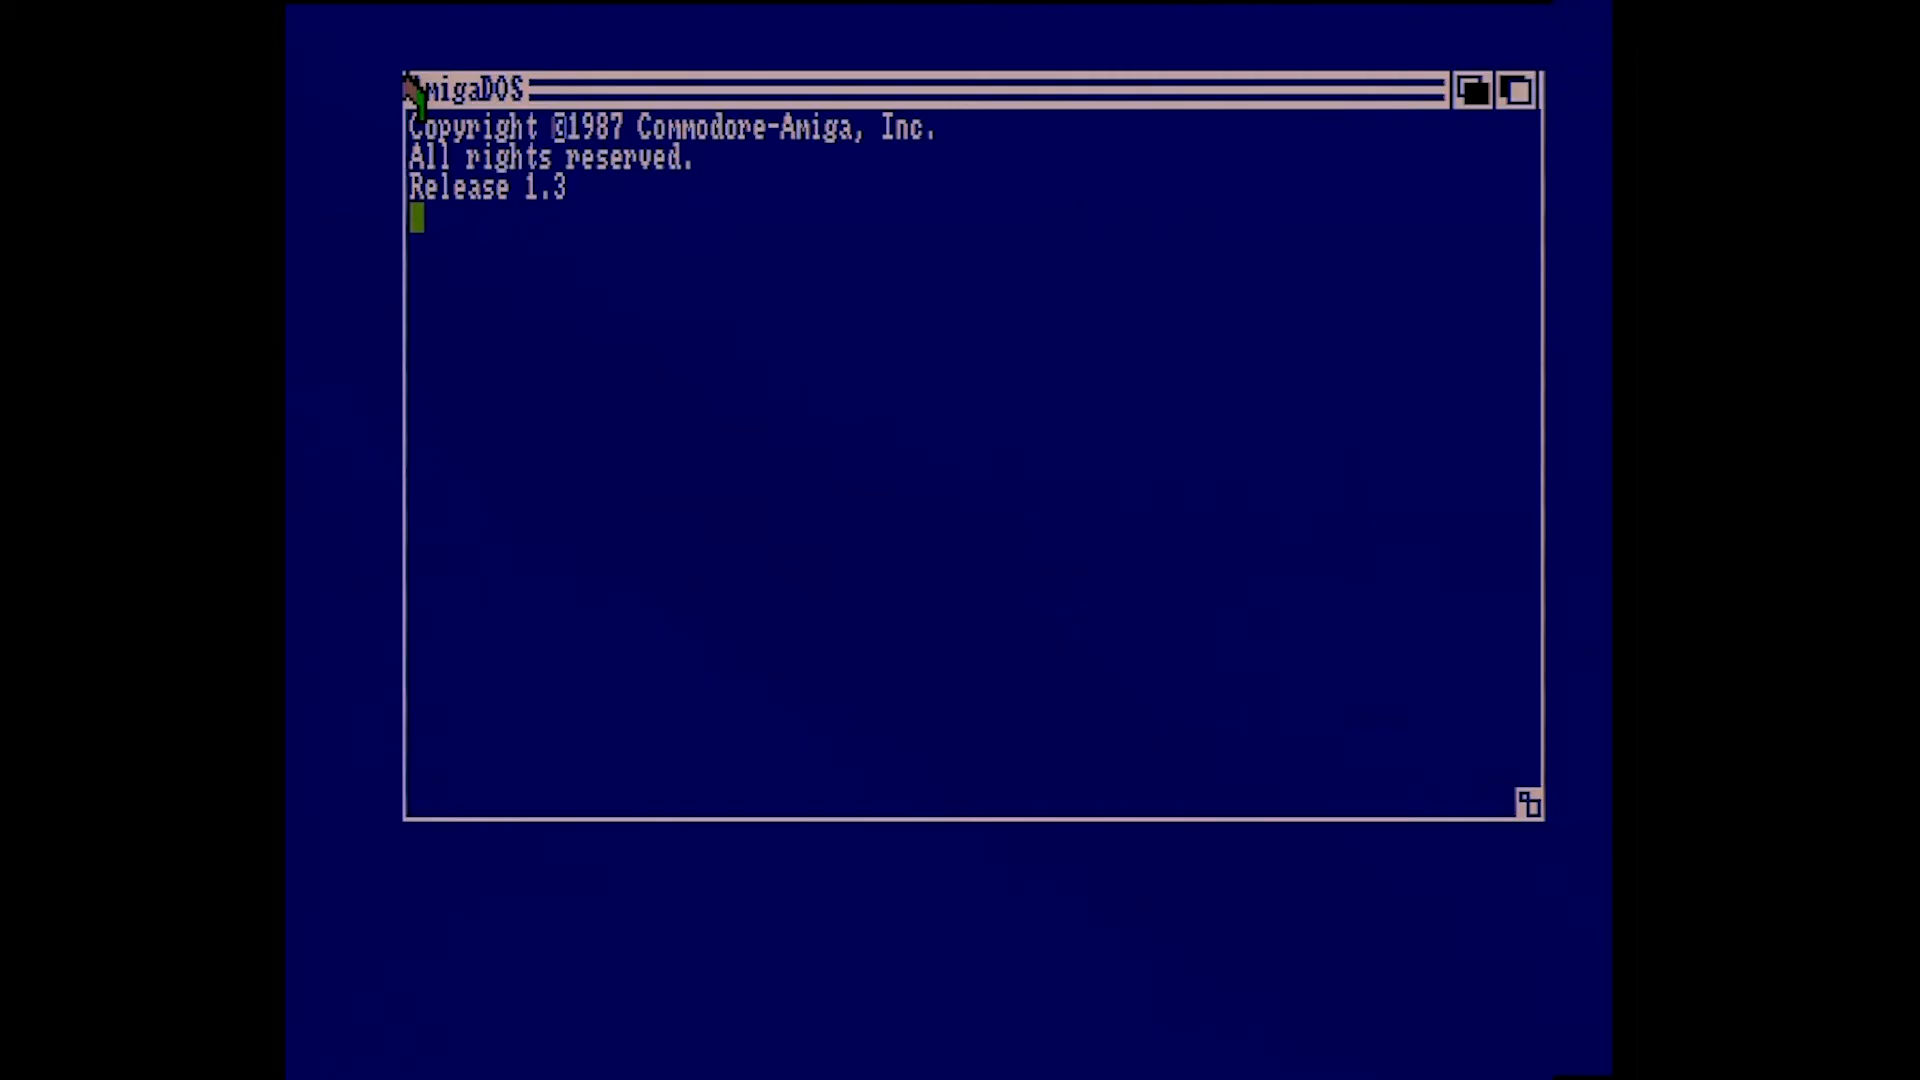 AmigaDOS
Copyright ©1987 Commodore-Amiga, Inc.
All rights reserved.
Release 1.3